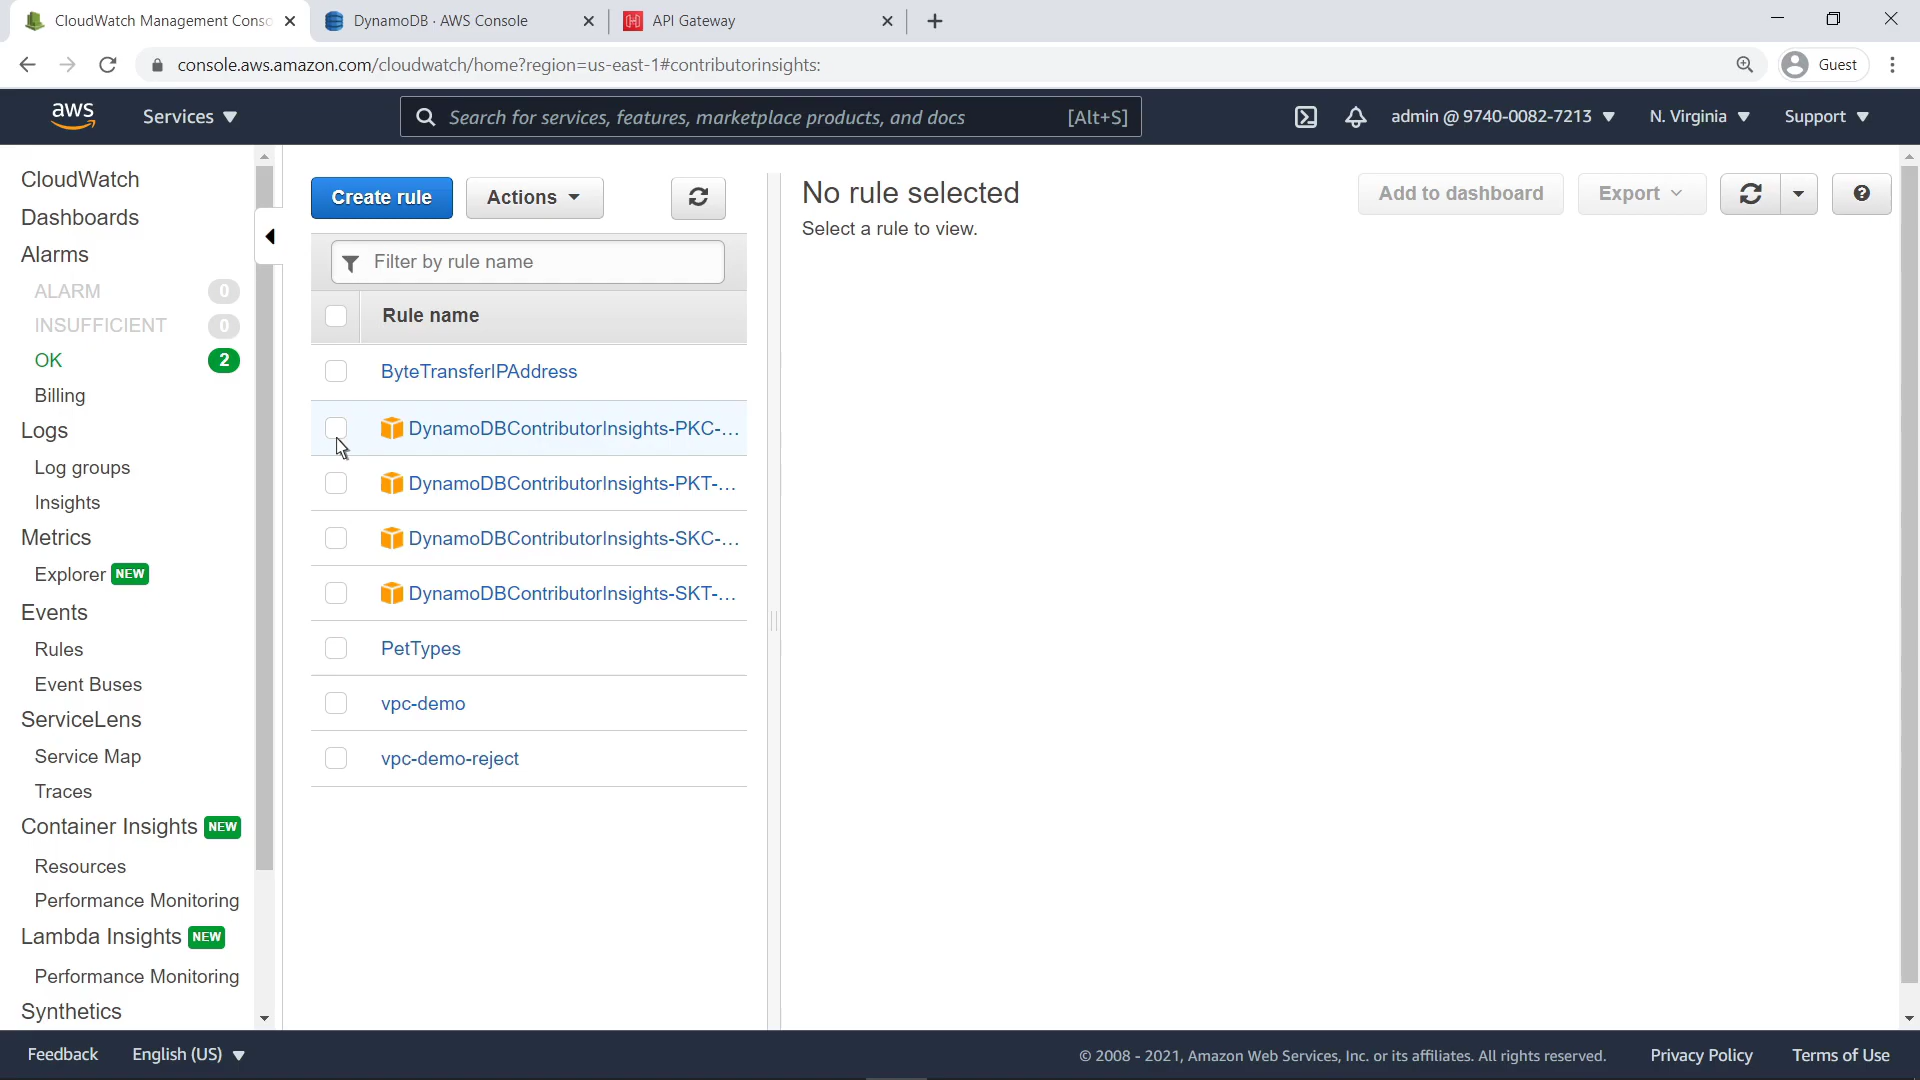 CloudWatch Management Conso
DynamoDB · AWS Console
API Gateway
console.aws.amazon.com/cloudwatch/home?region=us-east-1#contributorinsights:
Guest
aws
Services
Search for services, features, marketplace products, and docs [Alt+S]
admin @ 9740-0082-7213
N. Virginia
Support
CloudWatch
Dashboards
Alarms
ALARM 0
INSUFFICIENT 0
OK 2
Billing
Logs
Log groups
Insights
Metrics
Explorer NEW
Events
Rules
Event Buses
ServiceLens
Service Map
Traces
Container Insights NEW
Resources
Performance Monitoring
Lambda Insights NEW
Performance Monitoring
Synthetics
Create rule
Actions
Filter by rule name
Rule name
ByteTransferIPAddress
DynamoDBContributorInsights-PKC-...
DynamoDBContributorInsights-PKT-...
DynamoDBContributorInsights-SKC-...
DynamoDBContributorInsights-SKT-...
PetTypes
vpc-demo
vpc-demo-reject
No rule selected
Select a rule to view.
Add to dashboard
Export
?
Feedback
English (US)
© 2008 - 2021, Amazon Web Services, Inc. or its affiliates. All rights reserved.
Privacy Policy
Terms of Use